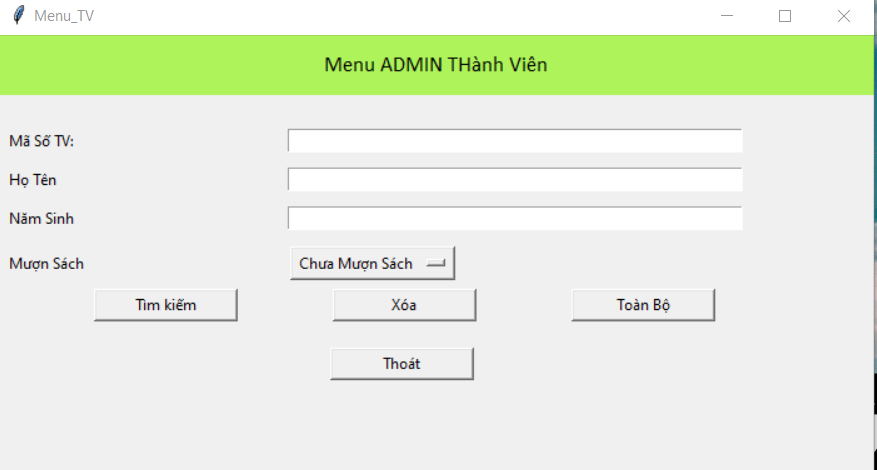 Menu_TV
Menu ADMIN THành Viên
Mã Số TV:
Họ Tên
Năm Sinh
Mượn Sách Chưa Mượn Sách
Tìm kiếm Xóa Toàn Bộ
Thoát